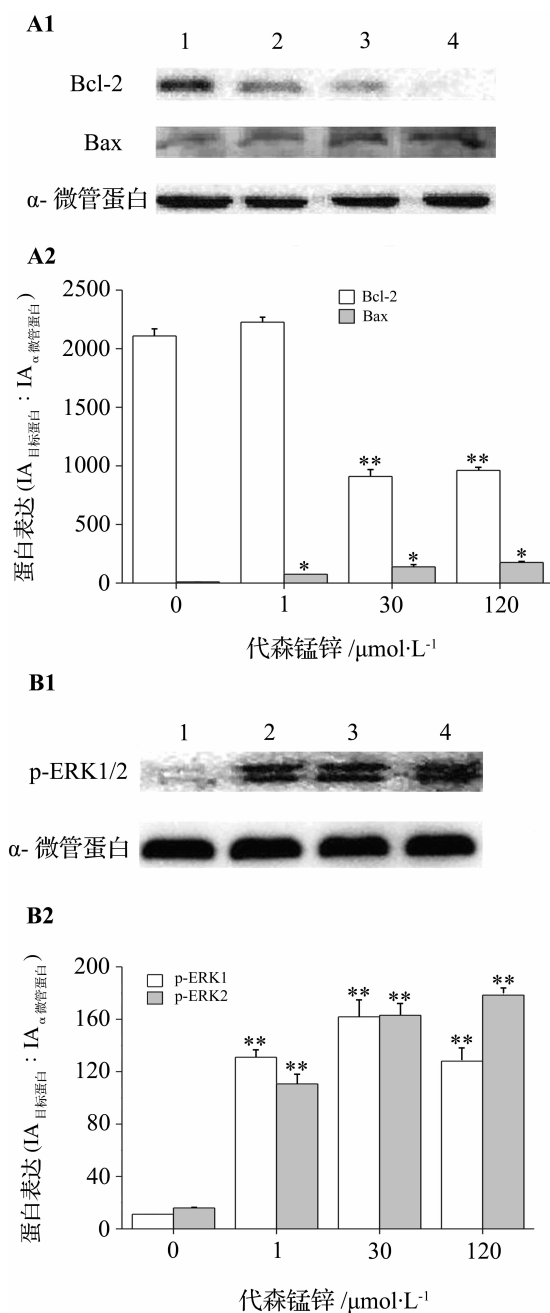 A1
1 2 3 4
Bcl-2
Bax
α- 微管蛋白
A2
蛋白表达 (IA目标蛋白 : IAα微管蛋白)
2500
2000
1500
1000
500
0
Bcl-2
Bax
* ** * ** *
0 1 30 120
代森锰锌 /μmol·L-1
B1
1 2 3 4
p-ERK1/2
α- 微管蛋白
B2
蛋白表达 (IA目标蛋白 : IAα微管蛋白)
200
160
120
80
40
0
p-ERK1
p-ERK2
** ** ** ** ** **
0 1 30 120
代森锰锌 /μmol·L-1